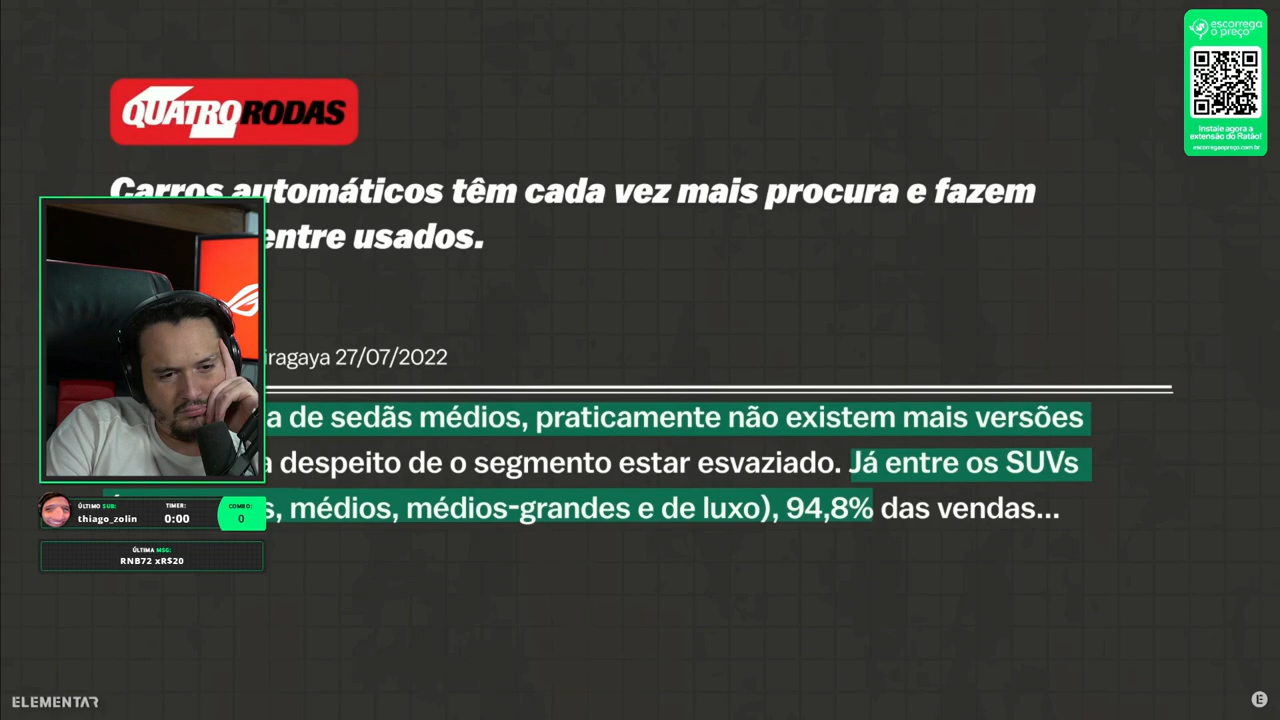 QUATRO RODAS
escorrega
o preço
Instale agora a
extensão do Ratão!
escorregaopreço.com.br
Carros automáticos têm cada vez mais procura e fazem
entre usados.
iragaya 27/07/2022
a de sedãs médios, praticamente não existem mais versões
a despeito de o segmento estar esvaziado. Já entre os SUVs
s, médios, médios-grandes e de luxo), 94,8% das vendas...
ÚLTIMO SUB:
thiago_zolin
TIMER:
0:00
COMBO:
0
ÚLTIMA MSG:
RNB72 xR$20
ELEMENTAR
E